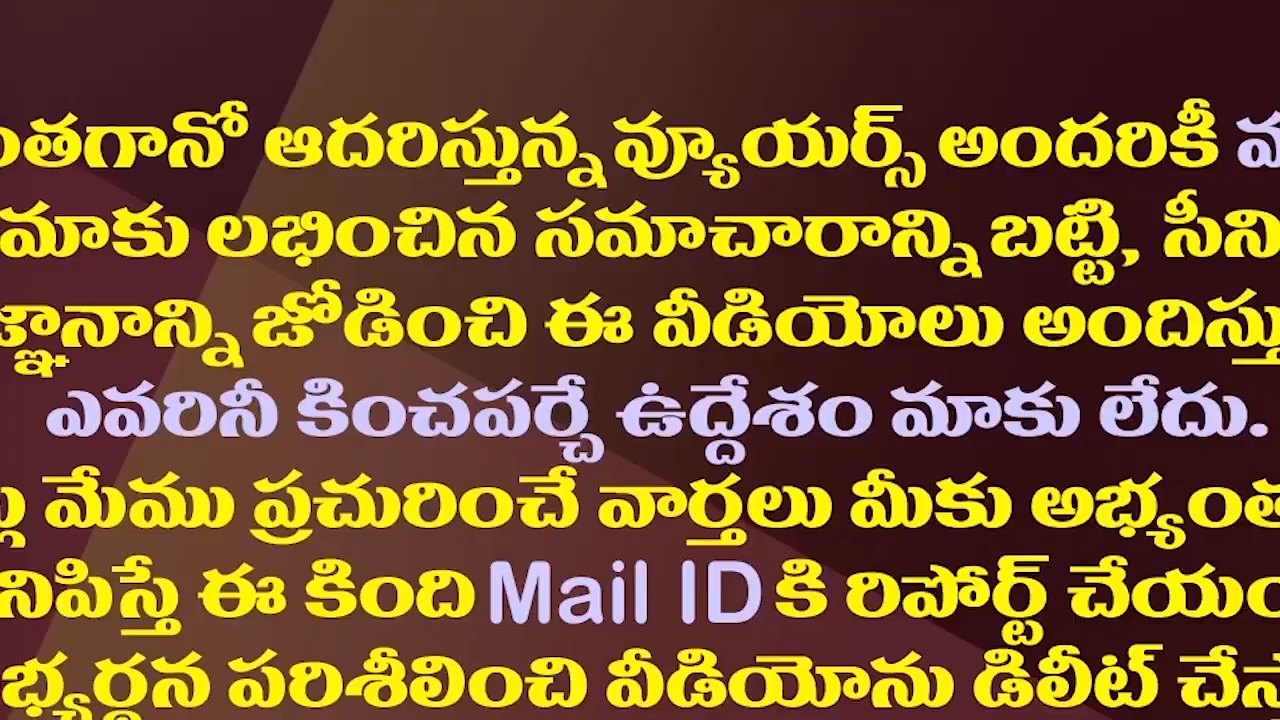 ంతగానో ఆదరిస్తున్న వ్యూయర్స్ అందరికీ
మాకు లభించిన సమాచారాన్ని బట్టి, సీని
జ్ఞానాన్ని జోడించి ఈ వీడియోలు అందిస్తు
ఎవరినీ కించపర్చే ఉద్దేశం మాకు లేదు.
మేము ప్రచురించే వార్తలు మీకు అభ్యంత
నిపిస్తే ఈ కింది Mail ID కి రిపోర్ట్ చేయం
భ్యర్థన పరిశీలించి వీడియోను డిలీట్ చేస